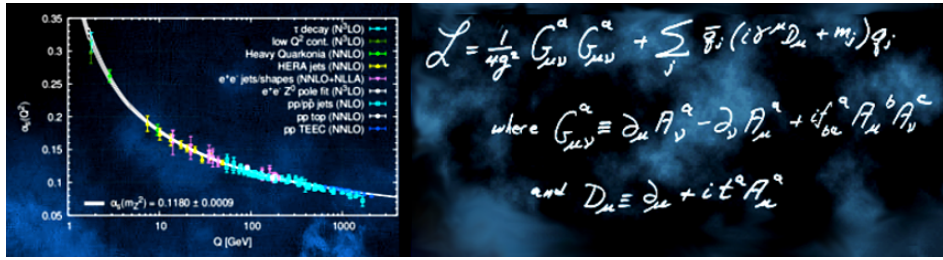 0.35
0.30
0.25
0.20
0.15
0.10
0.05
αs(Q²)
τ decay (N³LO)
low Q² cont. (N³LO)
Heavy Quarkonia (NNLO)
HERA jets (NNLO)
e⁺e⁻ jets/shapes (NNLO+NLLA)
e⁺e⁻ Z⁰ pole fit (N³LO)
pp/pp̄ jets (NLO)
pp top (NNLO)
pp TEEC (NNLO)
αs(mZ²) = 0.1180 ± 0.0009
1 10 100 1000
Q [GeV]
ℒ = 1/4g² G^a_μν G^a_μν + Σ_j q̄_j (iγ^μ D_μ + m_j) q_j
where G^a_μν ≡ ∂_μ A^a_ν − ∂_ν A^a_μ + i f^a_bc A^b_μ A^c_ν
and D_μ ≡ ∂_μ + i t^a A^a_μ